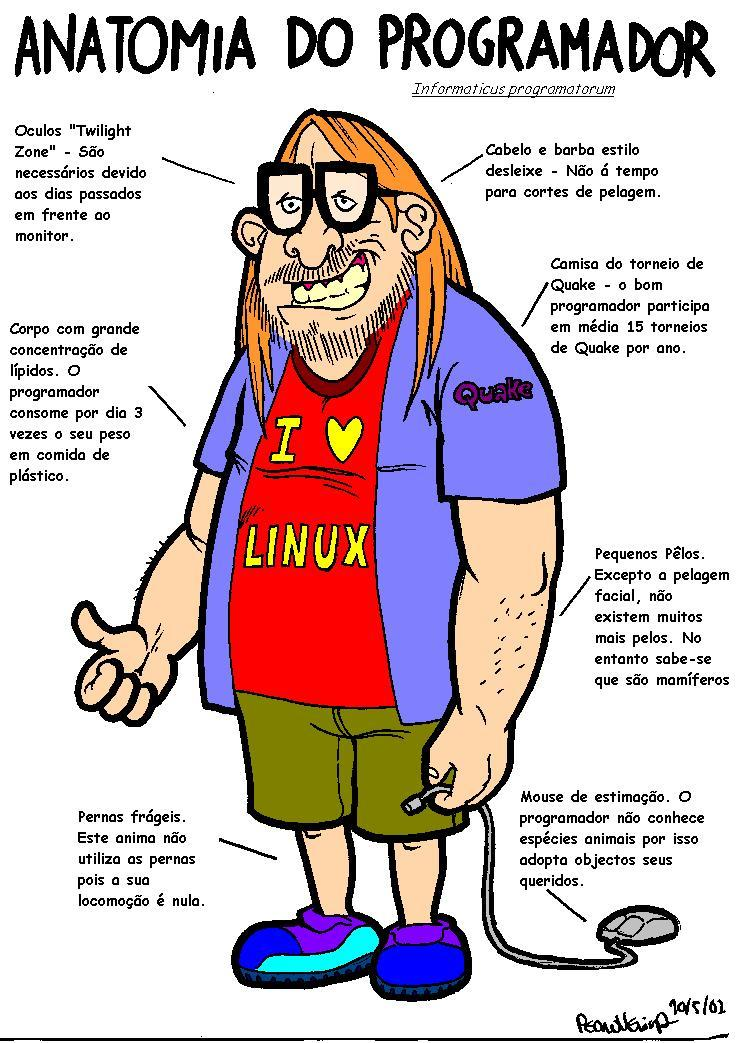 ANATOMIA DO PROGRAMADOR
Informaticus programatorum
Oculos "Twilight
Zone" - São
necessários devido
aos dias passados
em frente ao
monitor.
Cabelo e barba estilo
desleixe - Não á tempo
para cortes de pelagem.
Camisa do torneio de
Quake - o bom
programador participa
em média 15 torneios
de Quake por ano.
Corpo com grande
concentração de
lípidos. O
programador
consome por dia 3
vezes o seu peso
em comida de
plástico.
Quake
I ♥
LINUX
Pequenos Pêlos.
Excepto a pelagem
facial, não
existem muitos
mais pelos. No
entanto sabe-se
que são mamíferos
Mouse de estimação. O
programador não conhece
espécies animais por isso
adopta objectos seus
queridos.
Pernas frágeis.
Este anima não
utiliza as pernas
pois a sua
locomoção é nula.